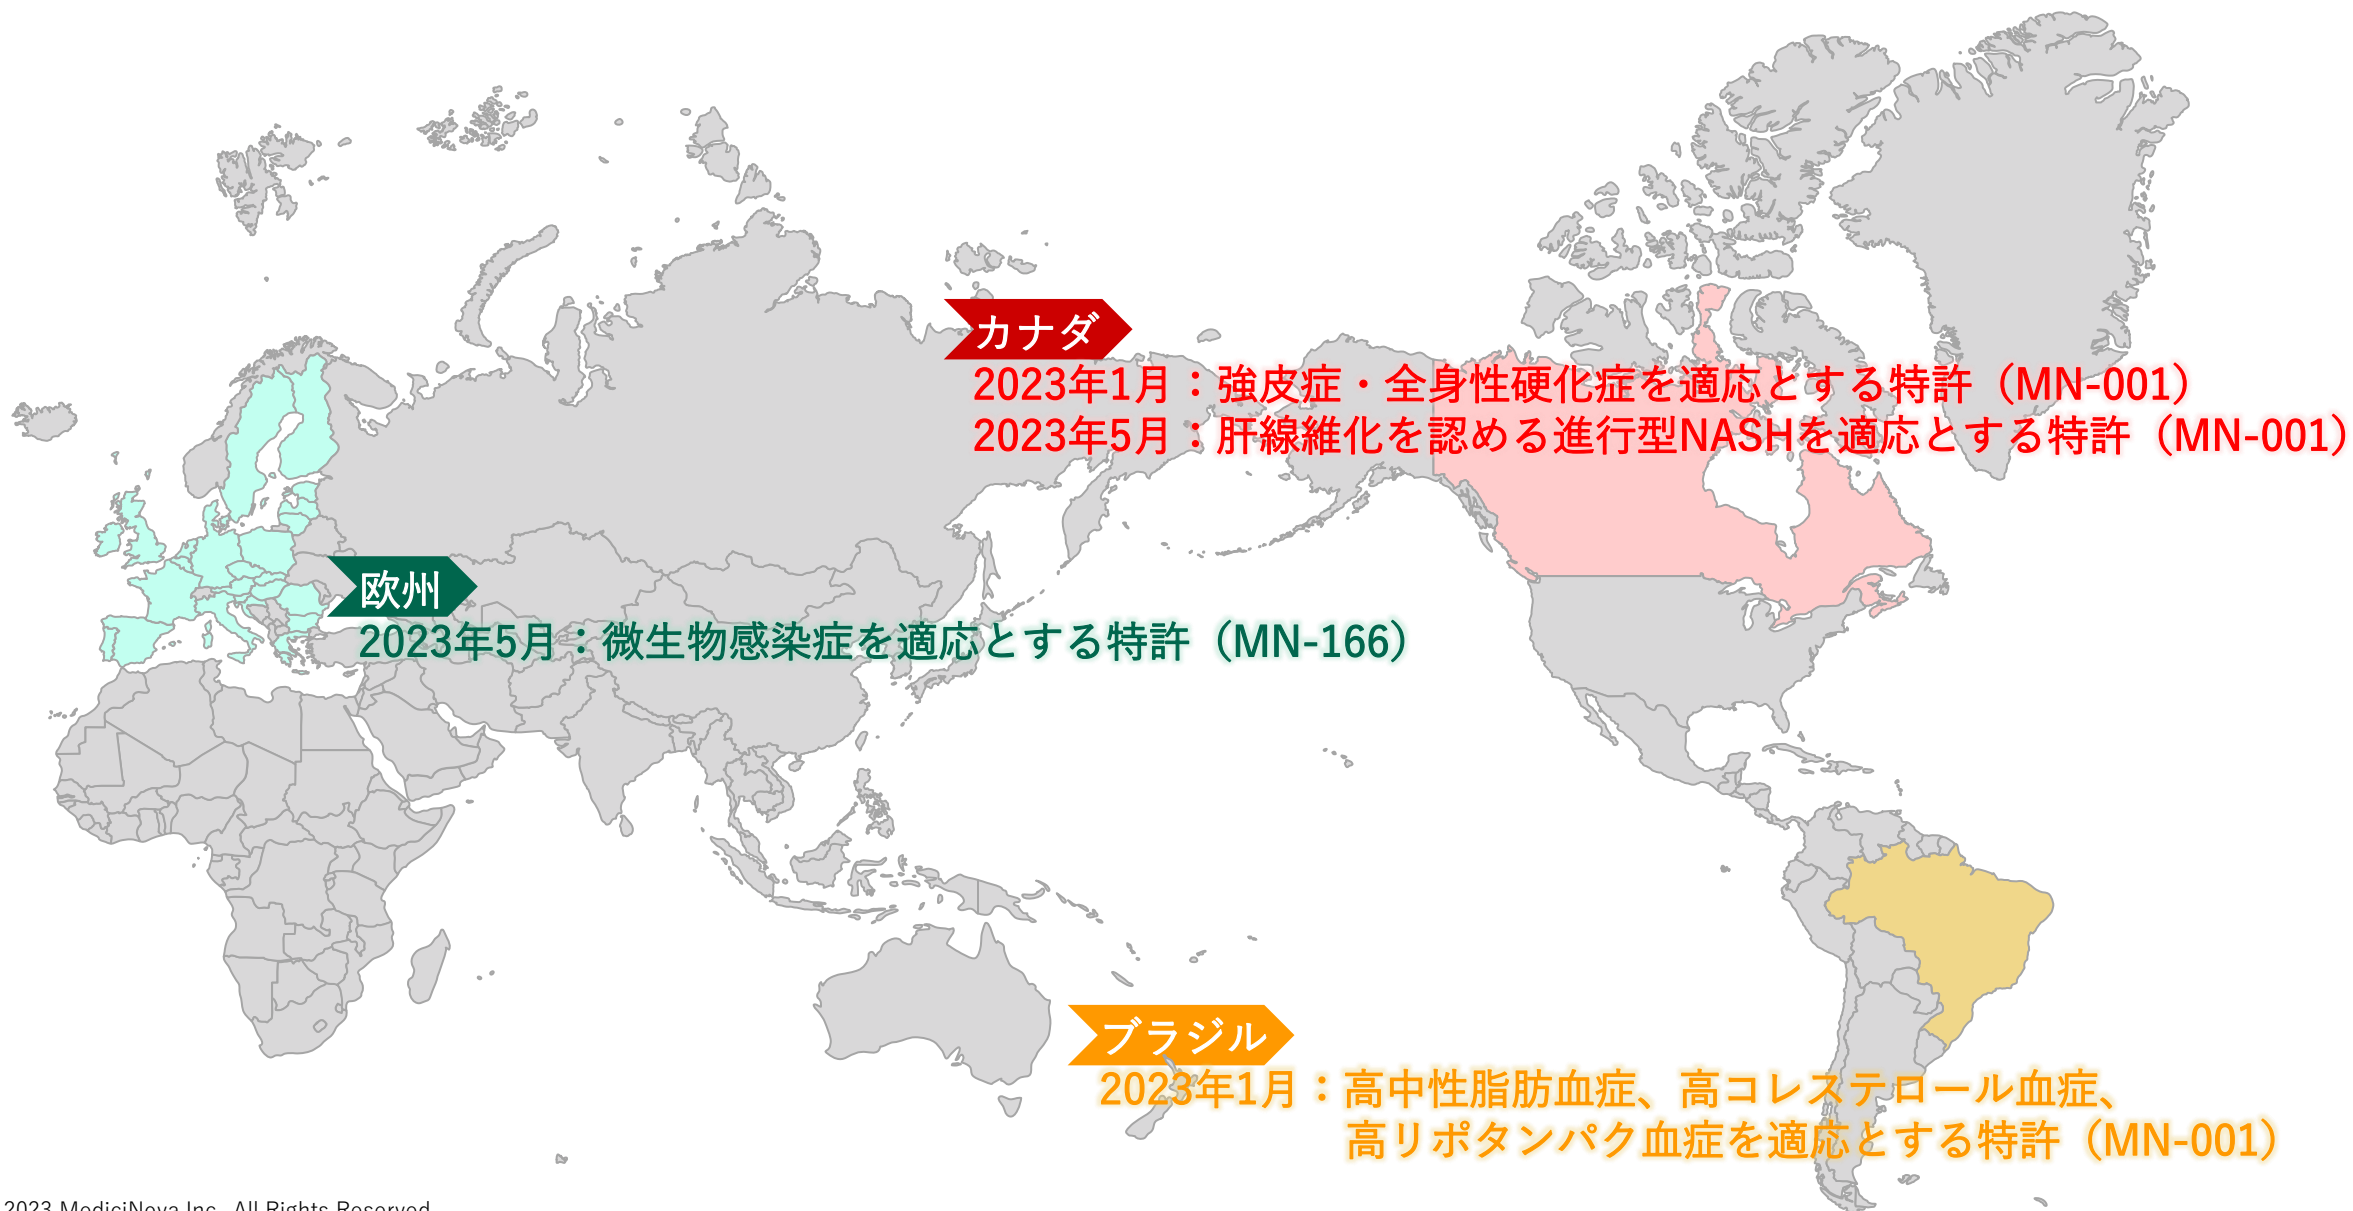 カナダ
2023年1月：強皮症・全身性硬化症を適応とする特許（MN-001）
2023年5月：肝線維化を認める進行型NASHを適応とする特許（MN-001）
欧州
2023年5月：微生物感染症を適応とする特許（MN-166）
ブラジル
2023年1月：高中性脂肪血症、高コレステロール血症、
高リポタンパク血症を適応とする特許（MN-001）
2023 MediciNova Inc. All Rights Reserved